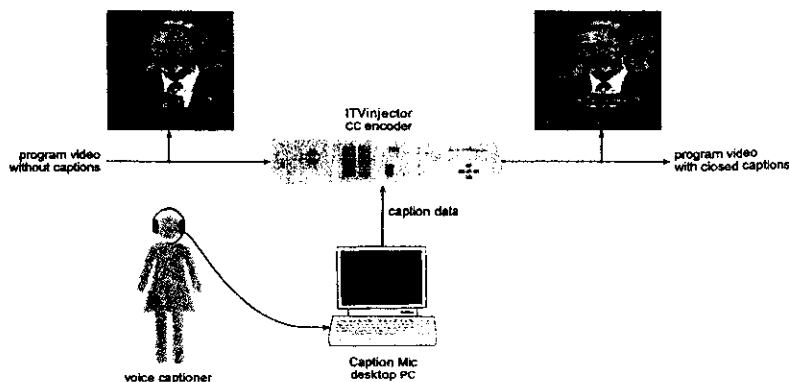 ITVinjector
CC encoder
program video
without captions
program video
with closed captions
caption data
voice captioner
Caption Mic
desktop PC